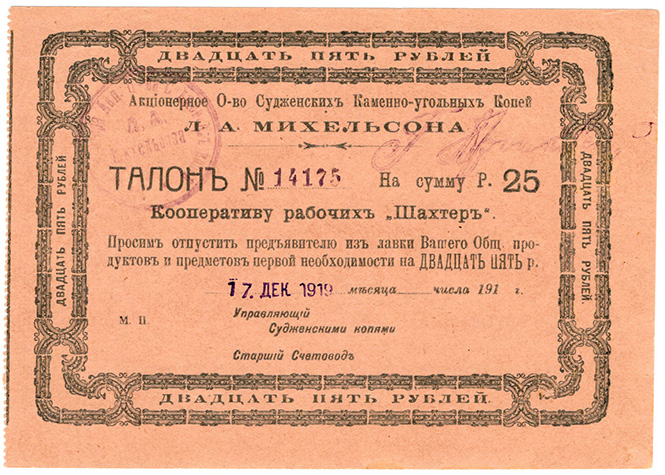 ДВАДЦАТЬ ПЯТЬ РУБЛЕЙ
Акціонерное О-во Судженскихъ Каменно-угольныхъ Копей
Л. А. МИХЕЛЬСОНА
ТАЛОНЪ № 14175 На сумму Р. 25
Кооперативу рабочихъ „Шахтеръ“.
Просимъ отпустить предъявителю изъ лавки Вашего Общ. про-
дуктовъ и предметовъ первой необходимости на ДВАДЦАТЬ ПЯТЬ р.
17. ДЕК 1919 мѣсяца числа 191 г.
М. П. Управляющій
Судженскими копями
Старшій Счетоводъ
ДВАДЦАТЬ ПЯТЬ РУБЛЕЙ.
ДВАДЦАТЬ ПЯТЬ РУБЛЕЙ
ДВАДЦАТЬ ПЯТЬ РУБЛЕЙ